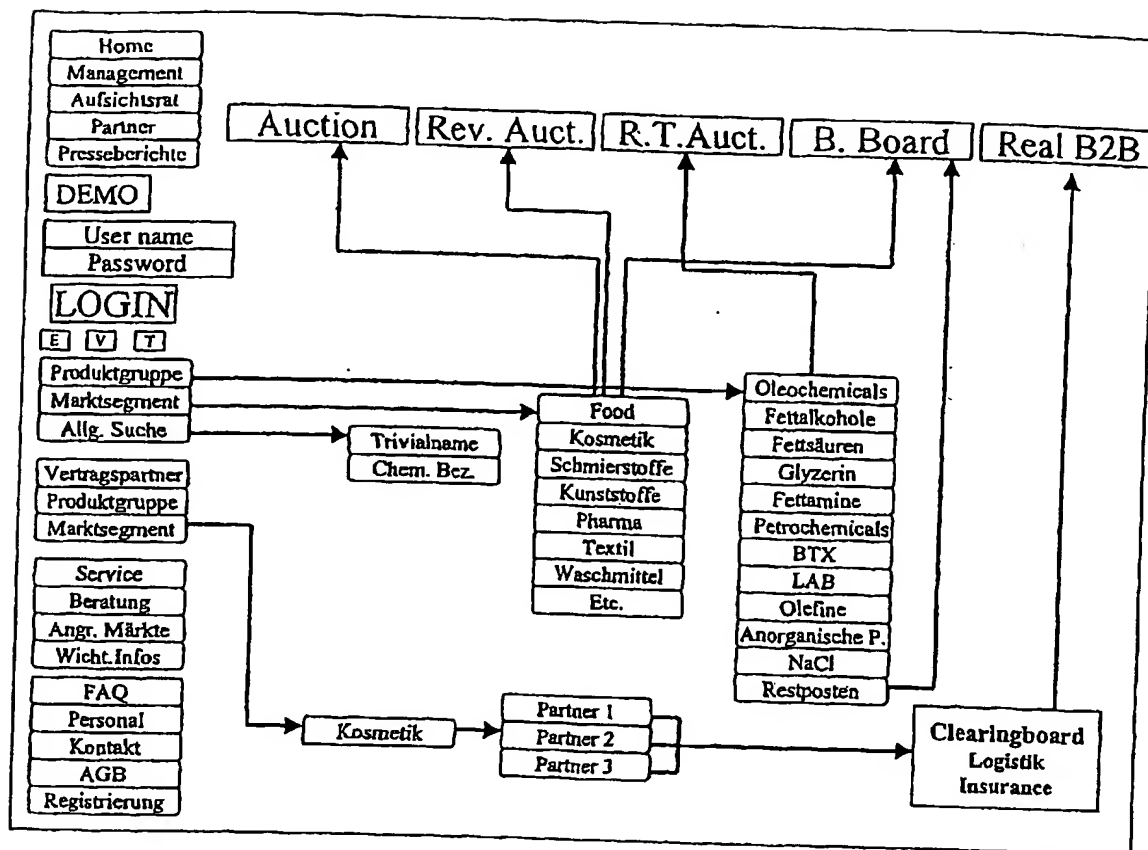 Home
Management
Aufsichtsrat
Partner
Presseberichte
Auction
Rev. Auct.
R.T.Auct.
B. Board
Real B2B
DEMO
User name
Password
LOGIN
E V T
Produktgruppe
Marktsegment
Allg. Suche
Trivialname
Chem. Bez.
Food
Kosmetik
Schmierstoffe
Kunststoffe
Pharma
Textil
Waschmittel
Etc.
Oleochemicals
Fettalkohole
Fettsäuren
Glyzerin
Fettamine
Petrochemicals
BTX
LAB
Olefine
Anorganische P.
NaCl
Restposten
Vertragspartner
Produktgruppe
Marktsegment
Service
Beratung
Angr. Märkte
Wicht.Infos
FAQ
Personal
Kontakt
AGB
Registrierung
Kosmetik
Partner 1
Partner 2
Partner 3
Clearingboard
Logistik
Insurance